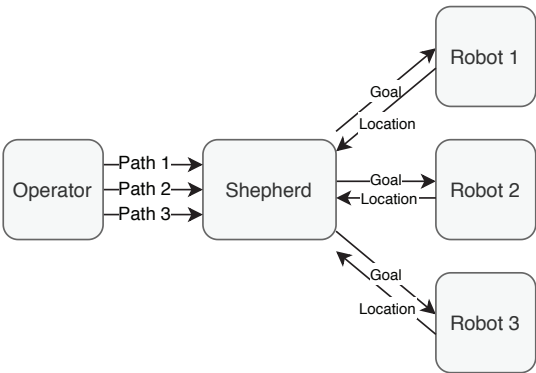 Robot 1
Goal
Location
Path 1
Operator
Path 2
Shepherd
Goal
Location
Robot 2
Path 3
Goal
Location
Robot 3